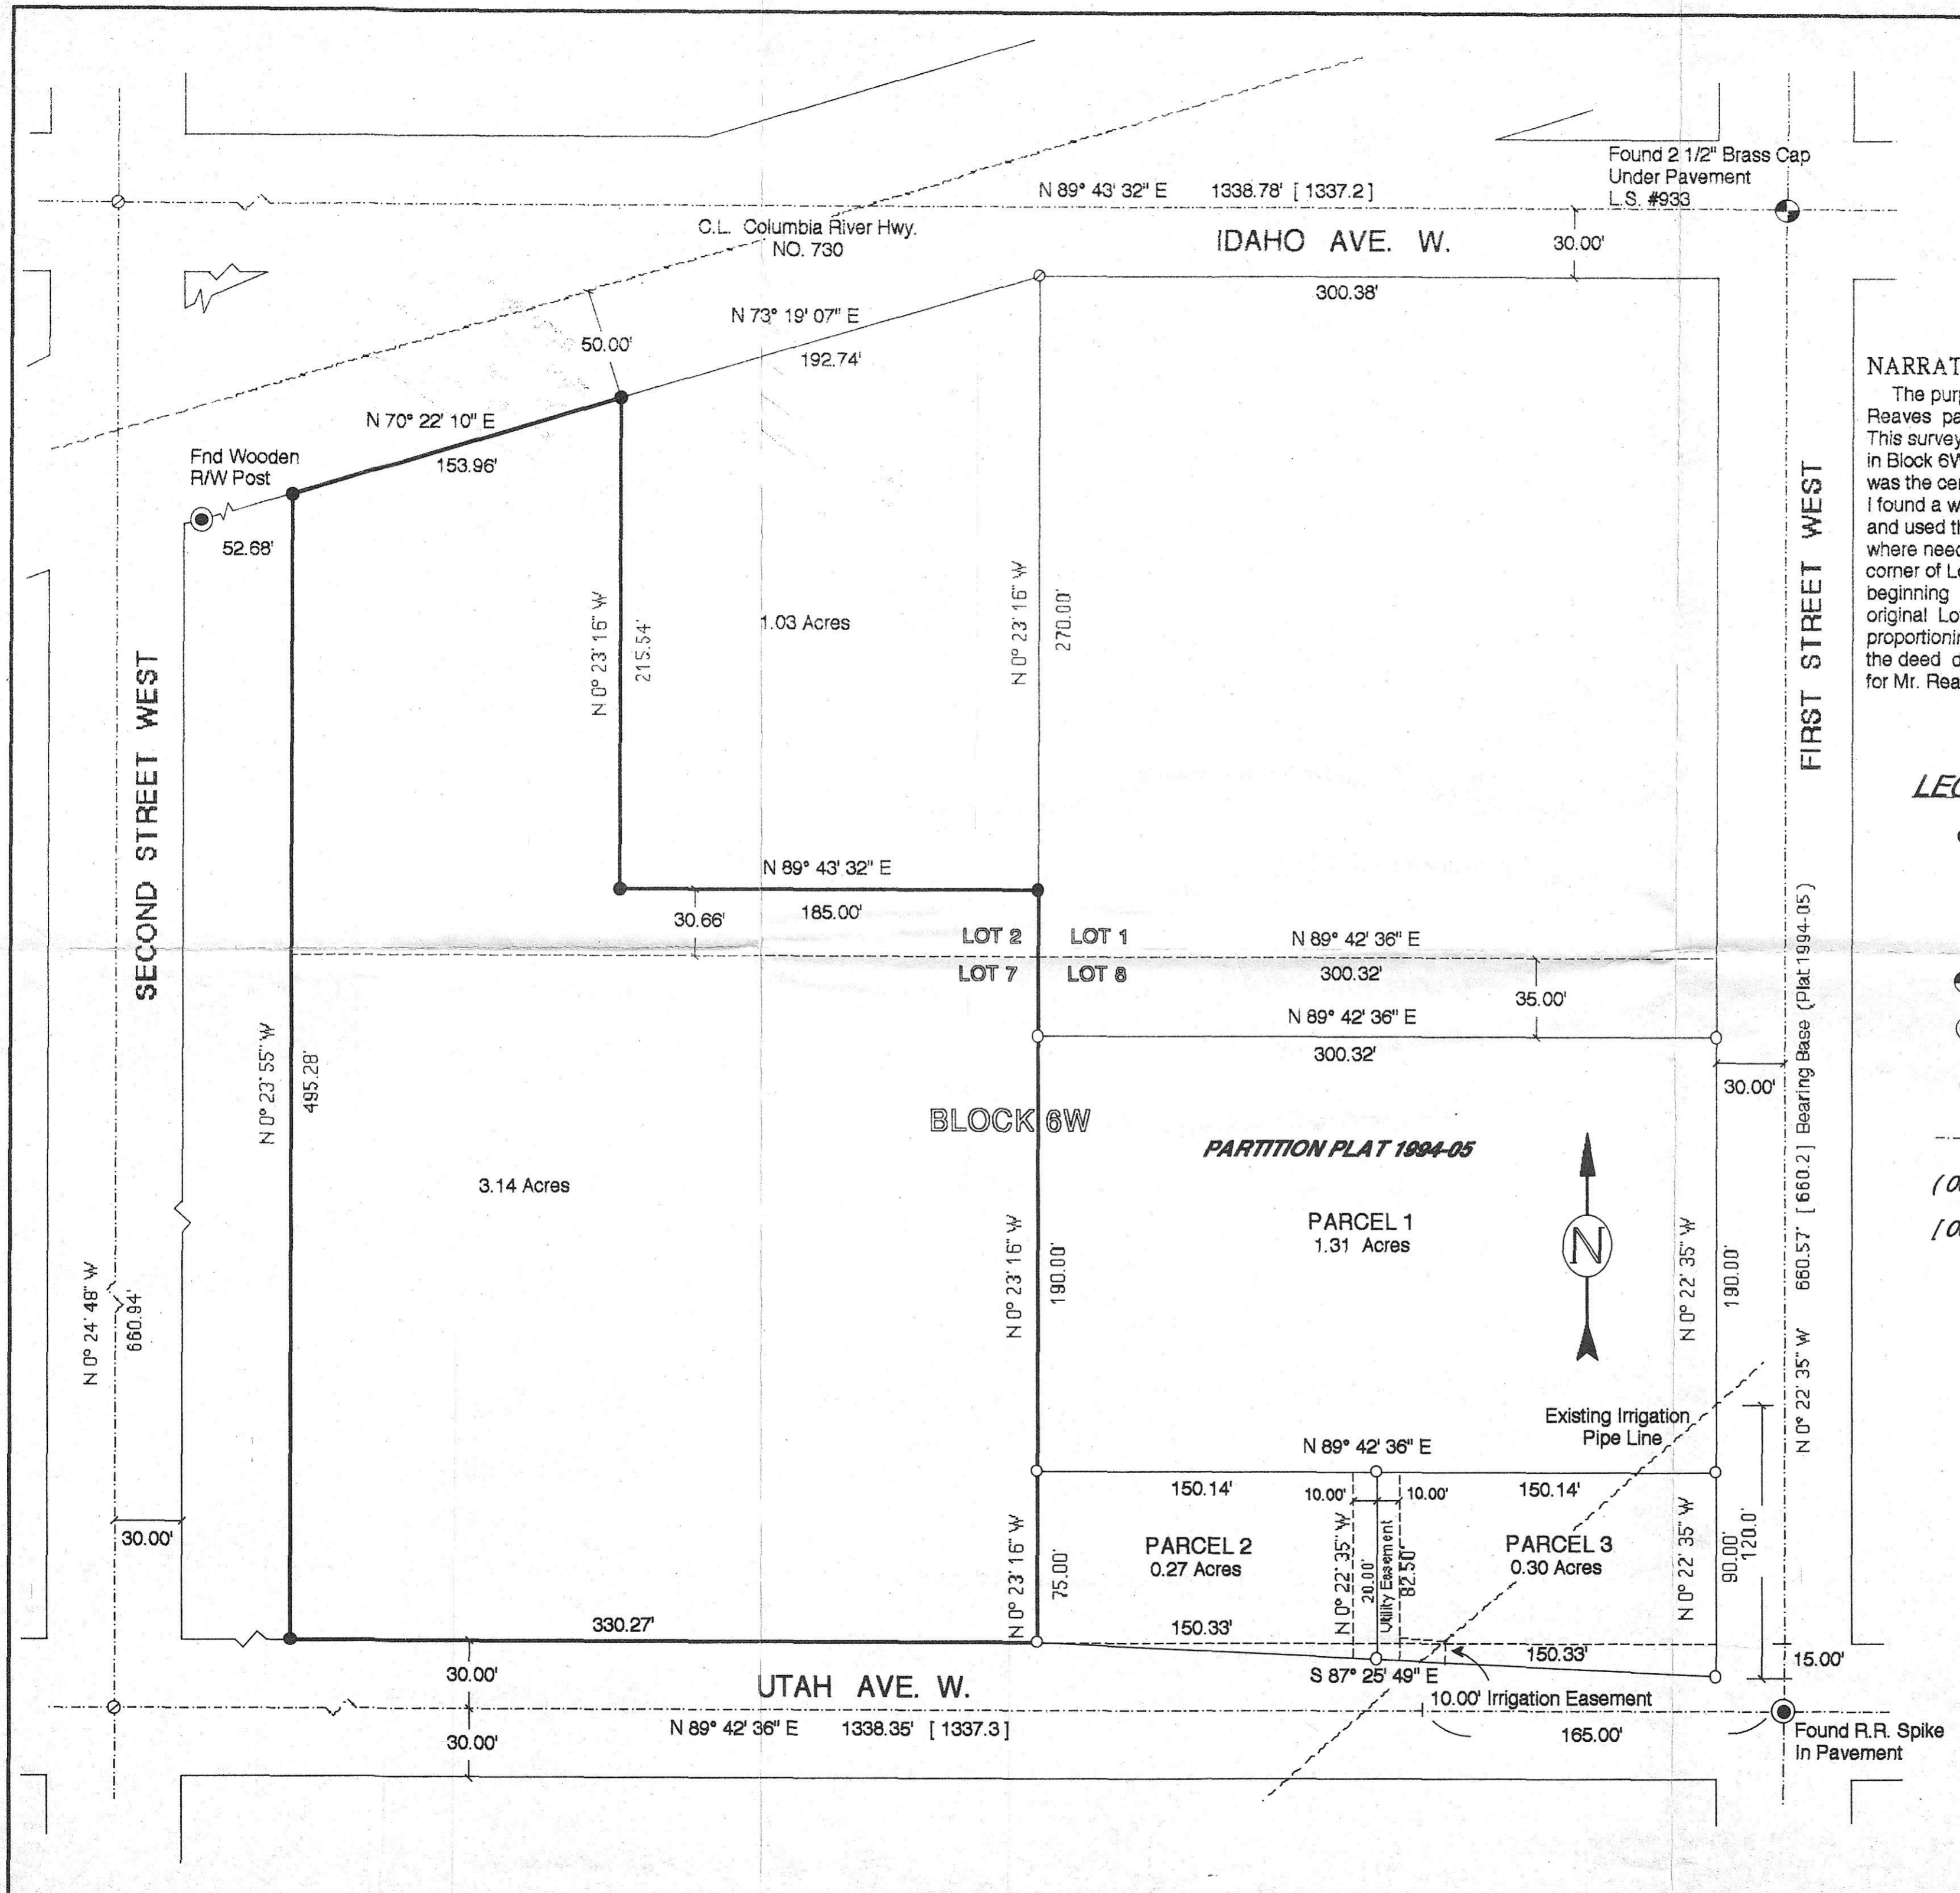 Found 2 1/2" Brass Cap
Under Pavement
L.S. #933
N 89° 43' 32" E 1338.78' [ 1337.2 ]
C.L. Columbia River Hwy.
NO. 730
IDAHO AVE. W.
30.00'
300.38'
N 73° 19' 07" E
192.74'
50.00'
N 70° 22' 10" E
153.96'
Fnd Wooden
R/W Post
52.68'
NARRAT
The pur
Reaves pa
This survey
in Block 6W
was the cer
I found a w
and used th
where need
corner of Lo
beginning
original Lo
proportionin
the deed d
for Mr. Rea
FIRST STREET WEST
SECOND STREET WEST
N 0° 23' 16" W
215.54'
1.03 Acres
N 0° 23' 16" W
270.00'
LEG
N 89° 43' 32" E
185.00'
30.66'
LOT 2 LOT 1
LOT 7 LOT 8
N 89° 42' 36" E
300.32'
35.00'
N 89° 42' 36" E
300.32'
30.00'
N 0° 23' 55" W
495.28'
BLOCK 6W
PARTITION PLAT 1994-05
3.14 Acres
PARCEL 1
1.31 Acres
N
N 0° 23' 16" W
190.00'
N 0° 22' 35" W
190.00'
N 0° 22' 35" W 660.57' [ 660.2 ] Bearing Base (Plat 1994-05)
N 0° 24' 48" W
660.94'
Existing Irrigation
Pipe Line
N 89° 42' 36" E
150.14'
10.00'
10.00'
150.14'
30.00'
N 0° 23' 16" W
75.00'
PARCEL 2
0.27 Acres
N 0° 22' 35" W
20.00'
Utility Easement
82.50'
PARCEL 3
0.30 Acres
N 0° 22' 35" W
90.00'
120.0'
330.27'
150.33'
150.33'
15.00'
30.00'
S 87° 25' 49" E
UTAH AVE. W.
10.00' Irrigation Easement
N 89° 42' 36" E 1338.35' [ 1337.3 ]
165.00'
30.00'
Found R.R. Spike
In Pavement